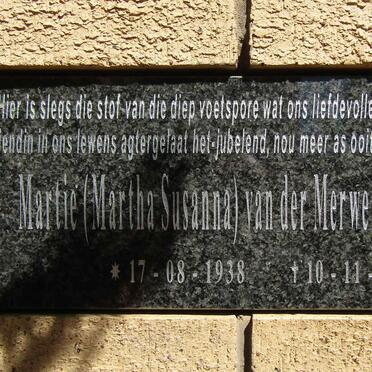 Hier is slegs die stof van die diep voetspore wat ons liefdevolle
endin in ons lewens agtergelaat het-jubelend, nou meer as ooit
Martie (Martha Susanna) van der Merwe
* 17 - 08 - 1938 † 10 - 11 -